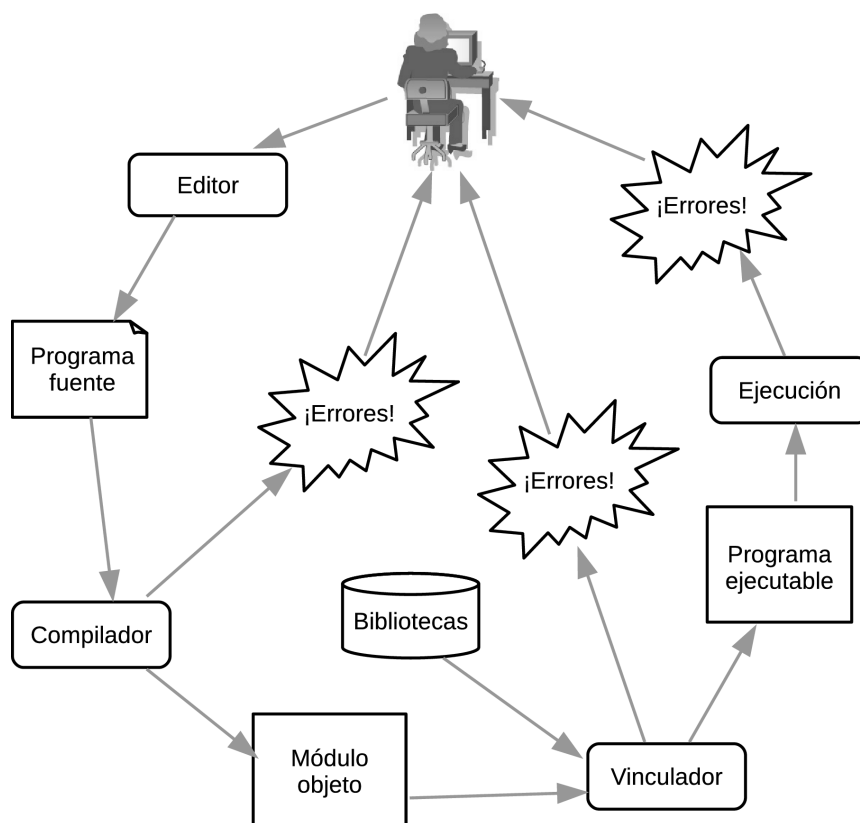 Editor
¡Errores!
Programa
fuente
¡Errores!
Ejecución
¡Errores!
Programa
ejecutable
Compilador
Bibliotecas
Módulo
objeto
Vinculador